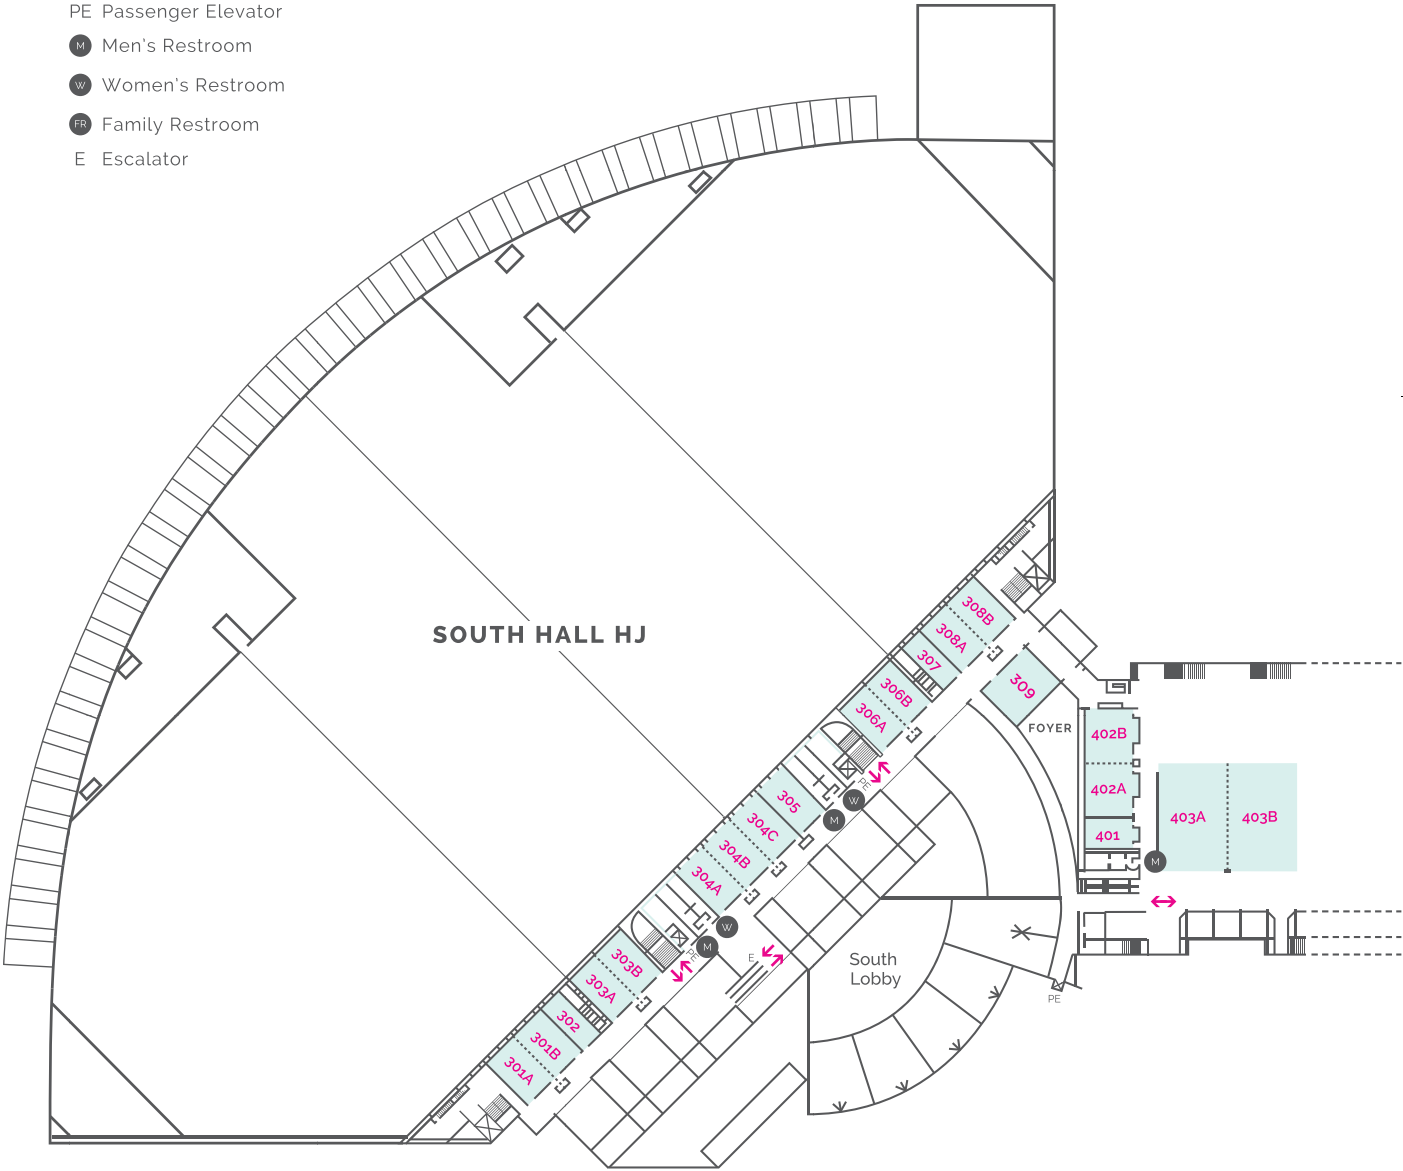 PE Passenger Elevator
M Men's Restroom
W Women's Restroom
FR Family Restroom
E Escalator
SOUTH HALL HJ
308B
308A
307
309
306B
306A
FOYER
402B
402A
401
403A
403B
M
PE
W
M
305
304C
304B
304A
W
M
PE
E
303B
303A
302
301B
301A
South
Lobby
PE